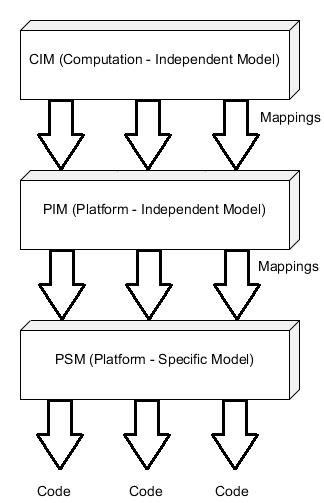 CIM (Computation - Independent Model)
Mappings
PIM (Platform - Independent Model)
Mappings
PSM (Platform - Specific Model)
Code Code Code